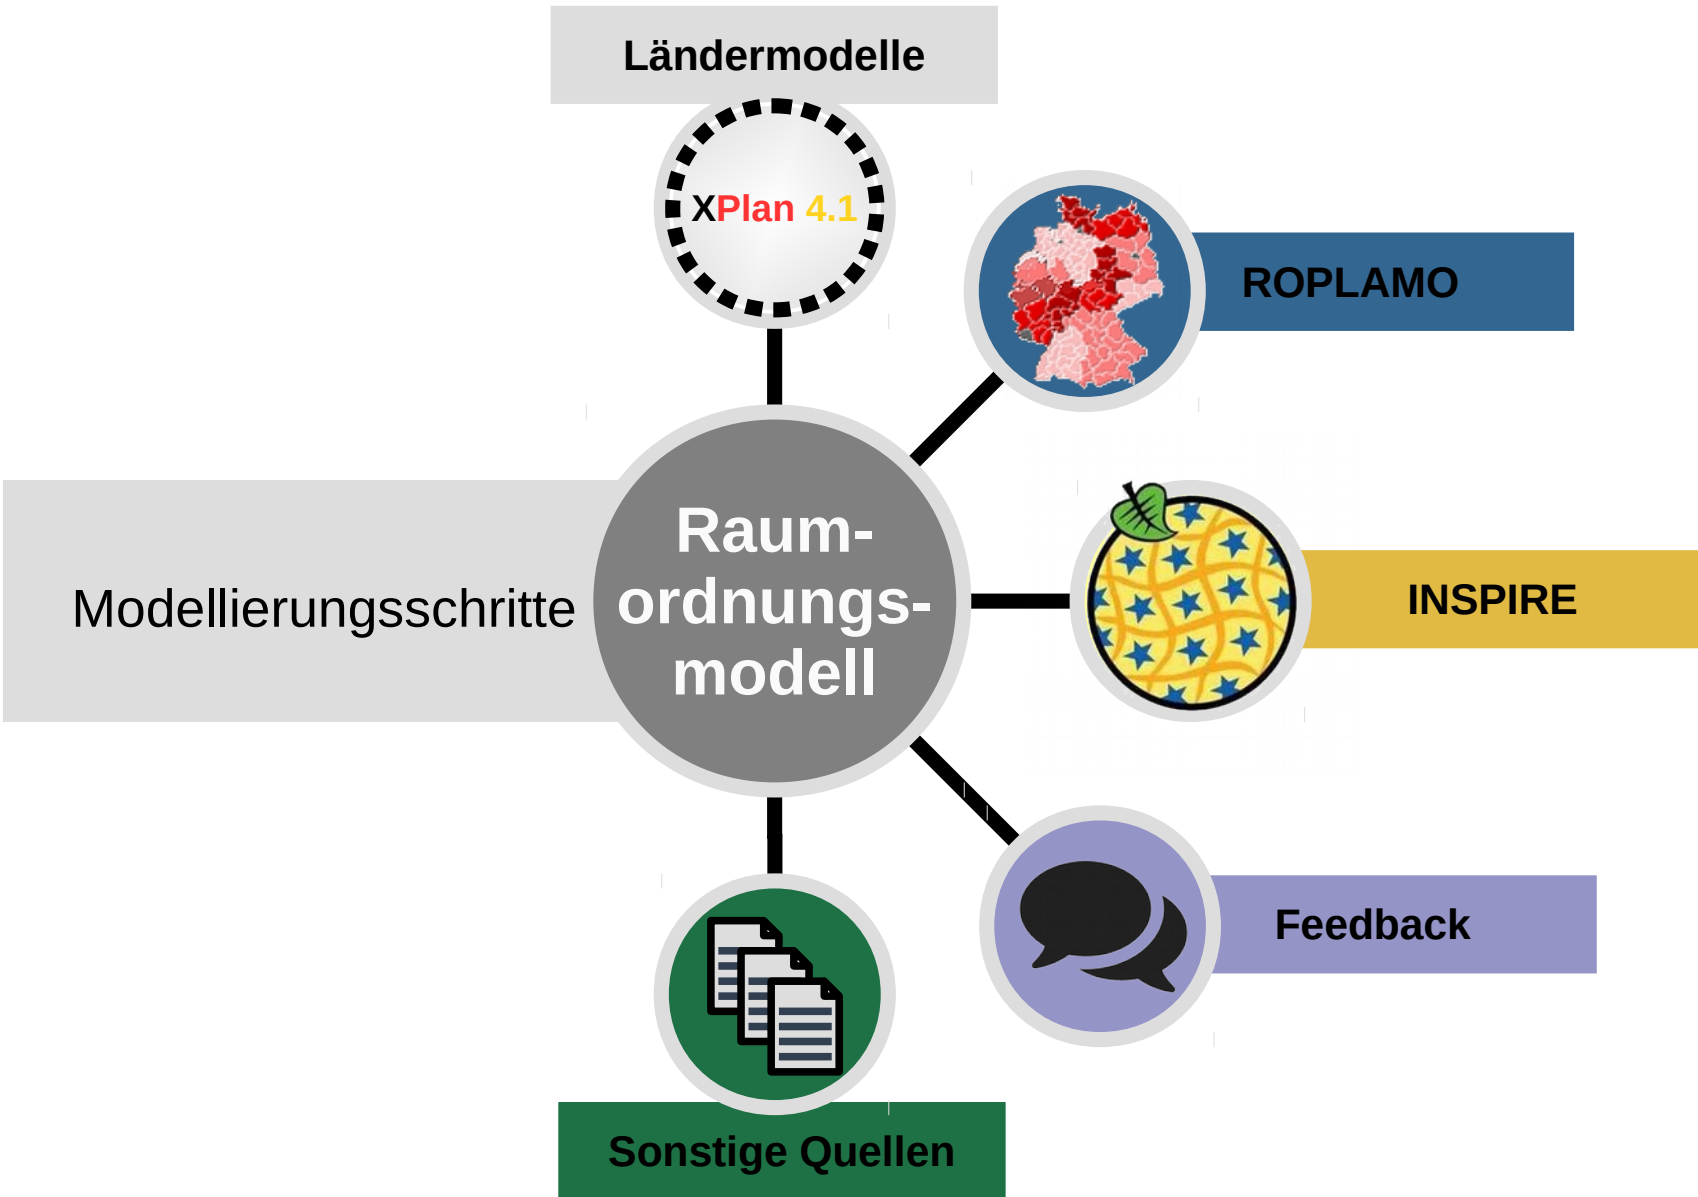 Ländermodelle
XPlan 4.1
ROPLAMO
Modellierungsschritte
Raum-
ordnungs-
modell
INSPIRE
Feedback
Sonstige Quellen